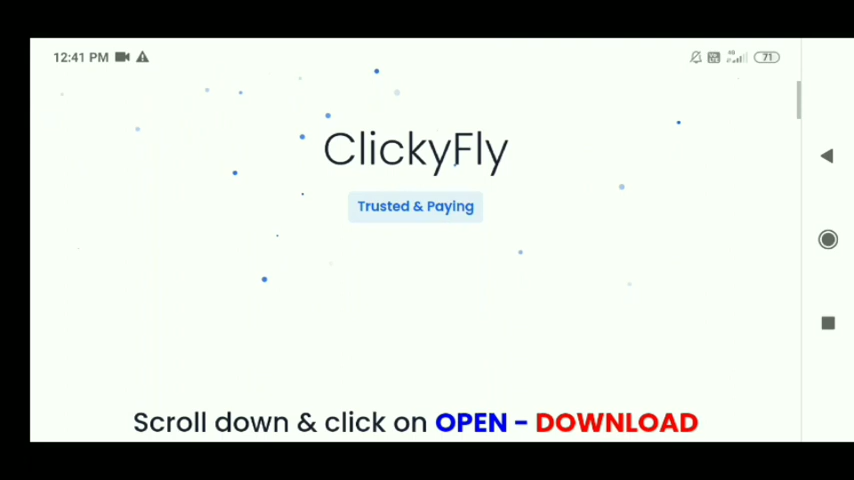 12:41 PM
71
ClickyFly
Trusted & Paying
Scroll down & click on OPEN - DOWNLOAD